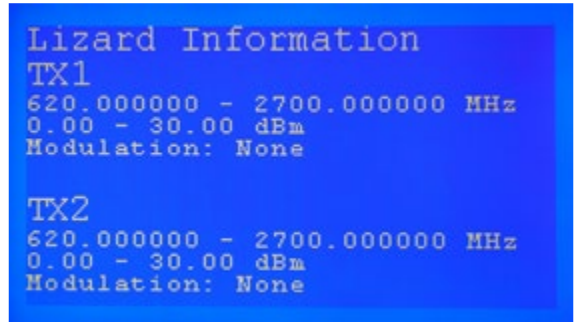 Lizard Information
TX1
620.000000 - 2700.000000 MHz
0.00 - 30.00 dBm
Modulation: None
TX2
620.000000 - 2700.000000 MHz
0.00 - 30.00 dBm
Modulation: None